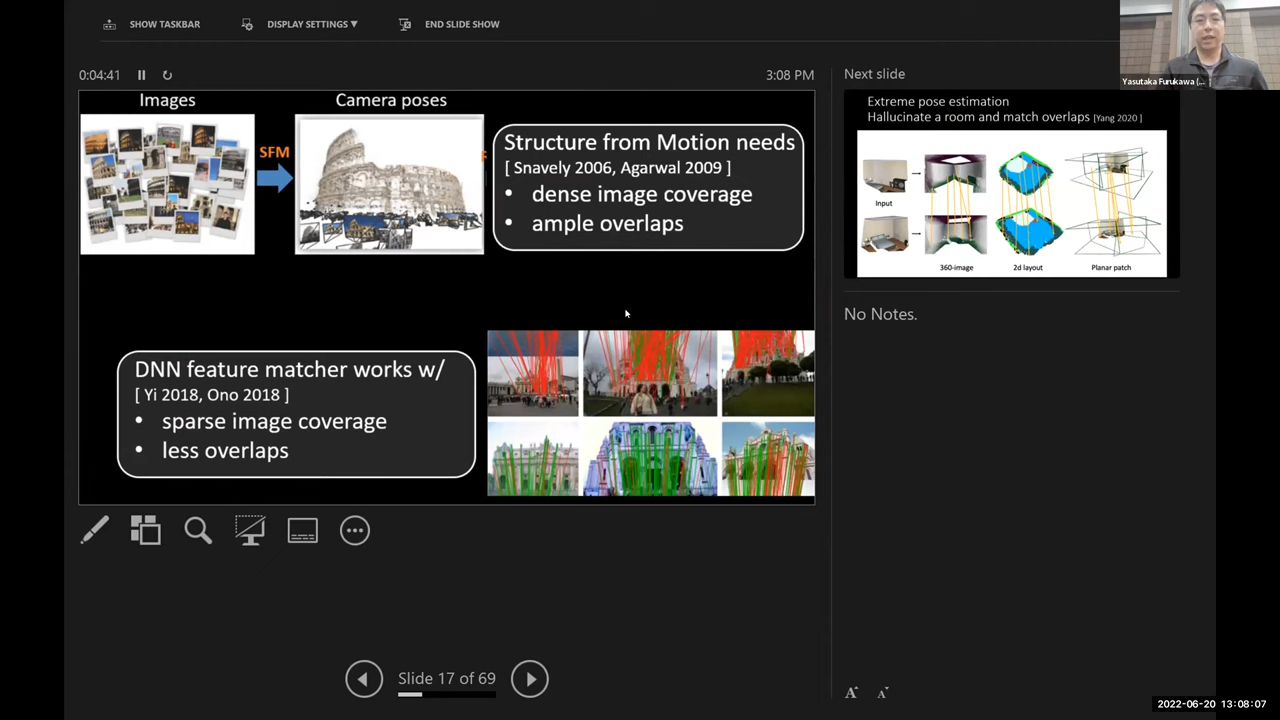 SHOW TASKBAR
DISPLAY SETTINGS ▼
END SLIDE SHOW
Yasutaka Furukawa (...
0:04:41
3:08 PM
Next slide
Images
Camera poses
SFM
Structure from Motion needs
[ Snavely 2006, Agarwal 2009 ]
• dense image coverage
• ample overlaps
DNN feature matcher works w/
[ Yi 2018, Ono 2018 ]
• sparse image coverage
• less overlaps
Extreme pose estimation
Hallucinate a room and match overlaps [Yang 2020 ]
Input
360-image
2d layout
Planar patch
No Notes.
Slide 17 of 69
A A
2022-06-20 13:08:07